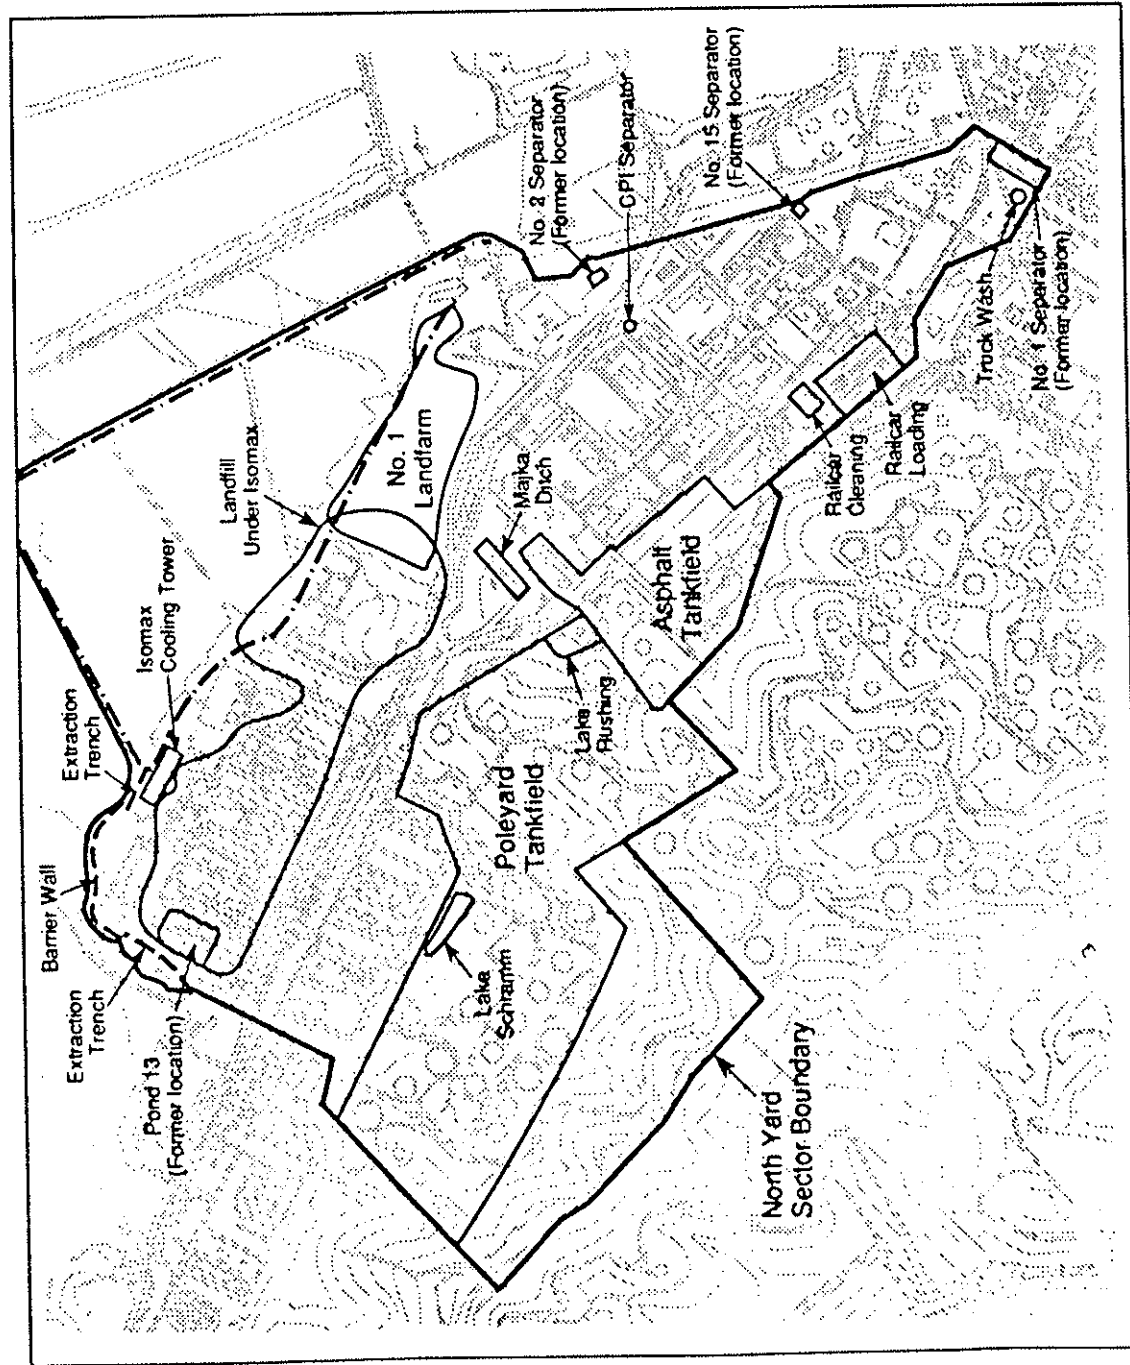 Barrier Wall
Extraction
Trench
Extraction
Trench
Pond 13
(Former location)
Isomax
Cooling Tower
Landfill
Under Isomax
No. 1
Landfarm
No. 2 Separator
(Former location)
CPI Separator
No. 15 Separator
(Former location)
Majka
Ditch
Lake
Schramm
Poleyard
Tankfield
Lake
Rushing
Asphalt
Tankfield
Railcar
Cleaning
Railcar
Loading
Truck Wash
No. 1 Separator
(Former location)
North Yard
Sector Boundary